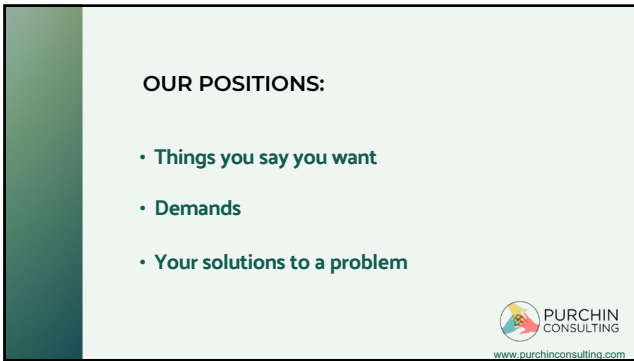 OUR POSITIONS:
• Things you say you want
• Demands
• Your solutions to a problem
PURCHIN
CONSULTING
www.purchinconsulting.com